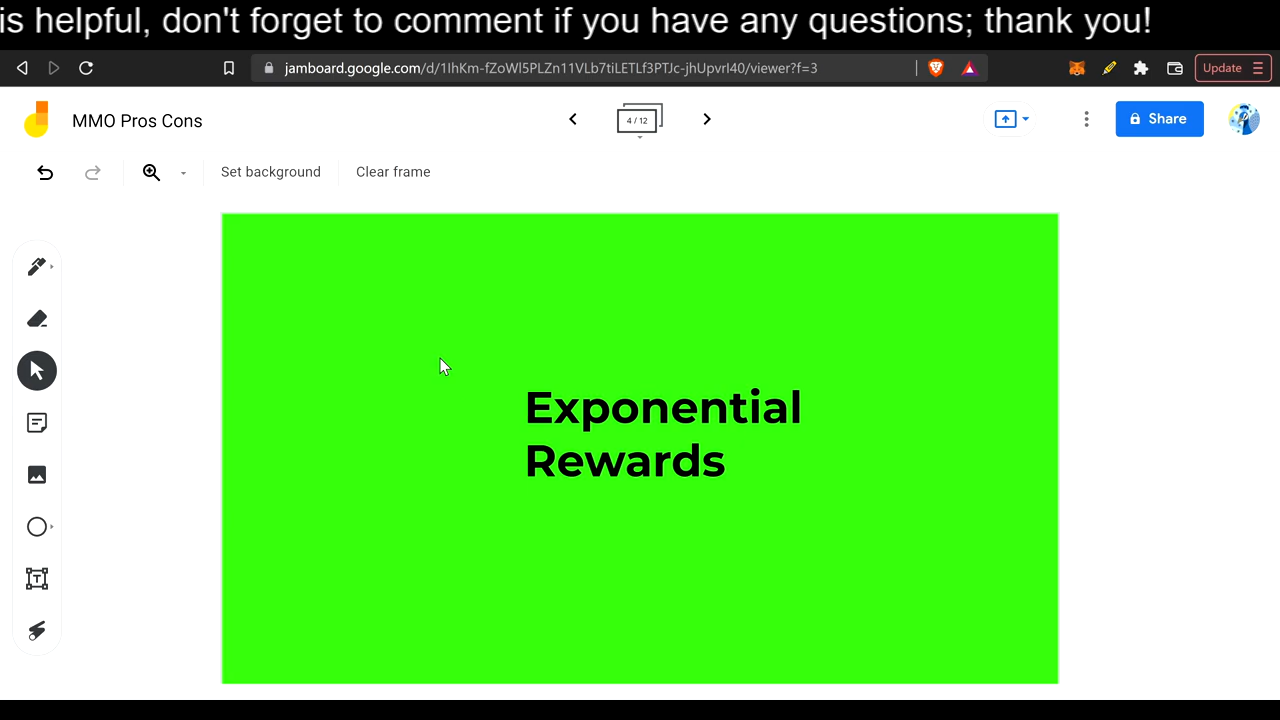 is helpful, don't forget to comment if you have any questions; thank you!
jamboard.google.com/d/1lhKm-fZoWl5PLZn11VLb7tiLETLf3PTJc-jhUpvrl40/viewer?f=3
Update
MMO Pros Cons
4 / 12
Share
Set background
Clear frame
Exponential
Rewards